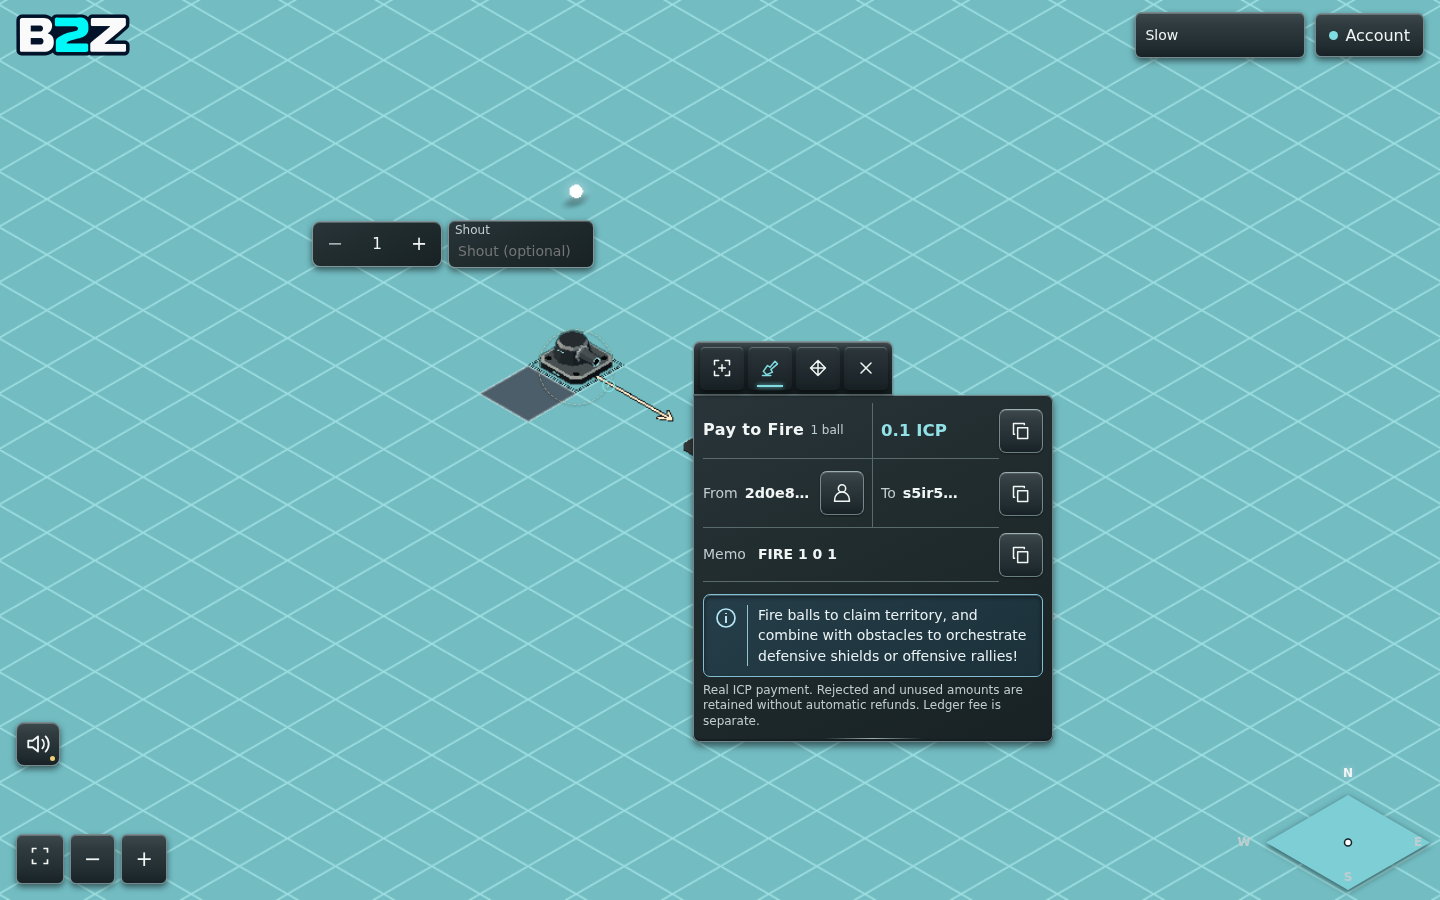 B2Z
Slow
Account
1
Shout
Shout (optional)
Pay to Fire 1 ball
0.1 ICP
From 2d0e8...
To s5ir5...
Memo FIRE 1 0 1
Fire balls to claim territory, and
combine with obstacles to orchestrate
defensive shields or offensive rallies!
Real ICP payment. Rejected and unused amounts are
retained without automatic refunds. Ledger fee is
separate.
N
W
E
S